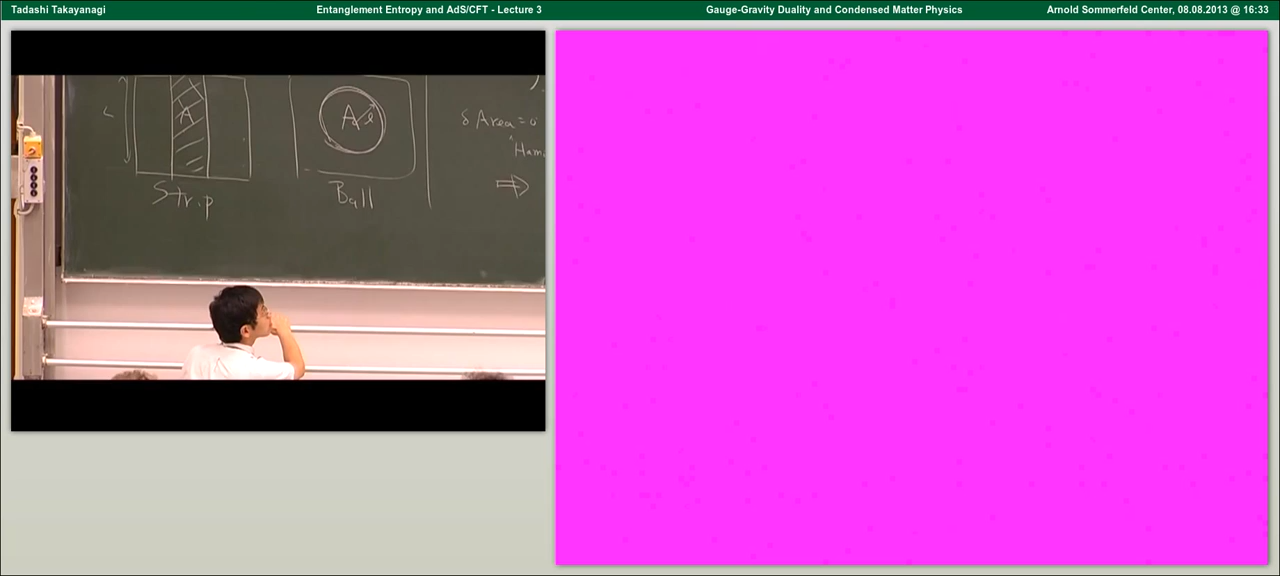 Tadashi Takayanagi
Entanglement Entropy and AdS/CFT - Lecture 3
Gauge-Gravity Duality and Condensed Matter Physics
Arnold Sommerfeld Center, 08.08.2013 @ 16:33
L
A
A l
δ Area = 0
Ham
⇒
Strip
Ball